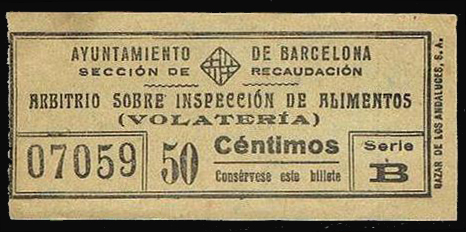 AYUNTAMIENTO DE BARCELONA
SECCIÓN DE RECAUDACIÓN
ARBITRIO SOBRE INSPECCIÓN DE ALIMENTOS
(VOLATERÍA)
07059 50 Céntimos Serie
Consérvese este billete B
BAZAR DE LOS ANDALUCES, S. A.